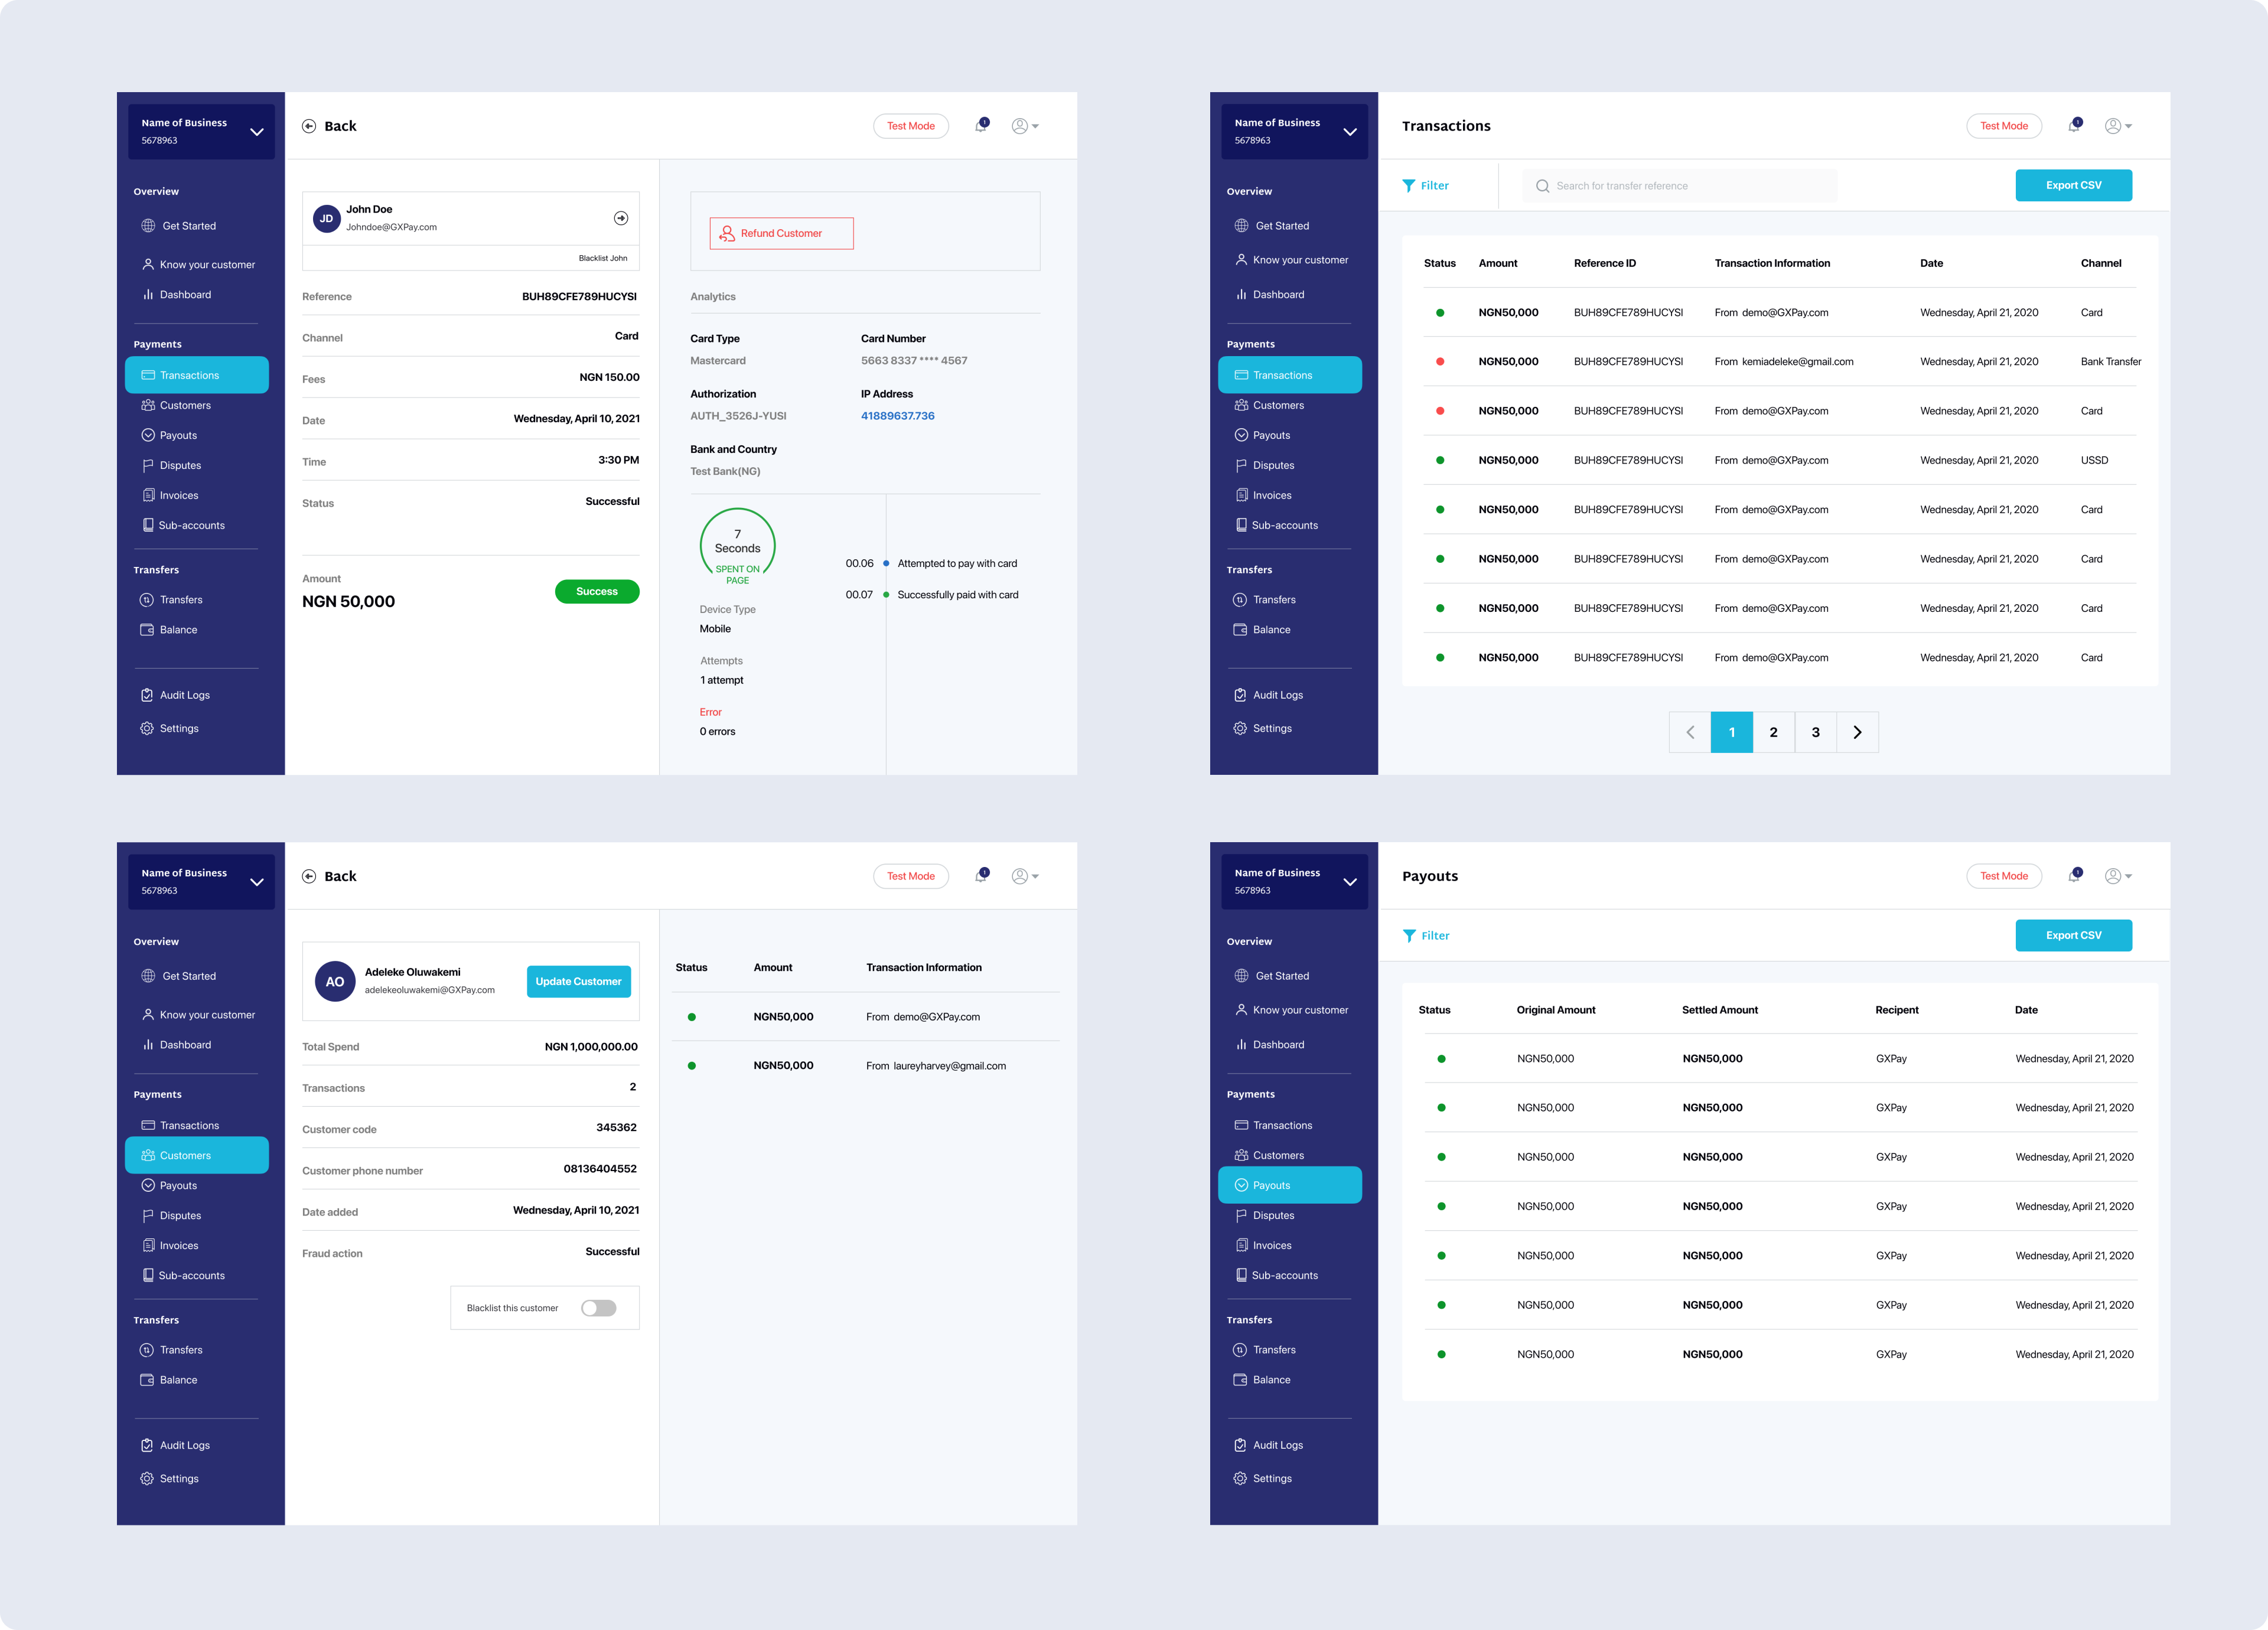 Name of Business
5678963
Overview
Get Started
Know your customer
Dashboard
Payments
Transactions
Customers
Payouts
Disputes
Invoices
Sub-accounts
Transfers
Transfers
Balance
Audit Logs
Settings
Back
Test Mode
1
JD
John Doe
Johndoe@GXPay.com
Blacklist John
Reference BUH89CFE789HUCYSI
Channel Card
Fees NGN 150.00
Date Wednesday, April 10, 2021
Time 3:30 PM
Status Successful
Amount
NGN 50,000
Success
Refund Customer
Analytics
Card Type Card Number
Mastercard 5663 8337 **** 4567
Authorization IP Address
AUTH_3526J-YUSI 41889637.736
Bank and Country
Test Bank(NG)
7
Seconds
SPENT ON
PAGE
Device Type
Mobile
Attempts
1 attempt
Error
0 errors
00.06 Attempted to pay with card
00.07 Successfully paid with card
Name of Business
5678963
Overview
Get Started
Know your customer
Dashboard
Payments
Transactions
Customers
Payouts
Disputes
Invoices
Sub-accounts
Transfers
Transfers
Balance
Audit Logs
Settings
Transactions
Test Mode
1
Filter
Search for transfer reference
Export CSV
Status Amount Reference ID Transaction Information Date Channel
NGN50,000 BUH89CFE789HUCYSI From demo@GXPay.com Wednesday, April 21, 2020 Card
NGN50,000 BUH89CFE789HUCYSI From kemiadeleke@gmail.com Wednesday, April 21, 2020 Bank Transfer
NGN50,000 BUH89CFE789HUCYSI From demo@GXPay.com Wednesday, April 21, 2020 Card
NGN50,000 BUH89CFE789HUCYSI From demo@GXPay.com Wednesday, April 21, 2020 USSD
NGN50,000 BUH89CFE789HUCYSI From demo@GXPay.com Wednesday, April 21, 2020 Card
NGN50,000 BUH89CFE789HUCYSI From demo@GXPay.com Wednesday, April 21, 2020 Card
NGN50,000 BUH89CFE789HUCYSI From demo@GXPay.com Wednesday, April 21, 2020 Card
NGN50,000 BUH89CFE789HUCYSI From demo@GXPay.com Wednesday, April 21, 2020 Card
1 2 3
Name of Business
5678963
Overview
Get Started
Know your customer
Dashboard
Payments
Transactions
Customers
Payouts
Disputes
Invoices
Sub-accounts
Transfers
Transfers
Balance
Audit Logs
Settings
Back
Test Mode
1
AO
Adeleke Oluwakemi
adelekeoluwakemi@GXPay.com
Update Customer
Total Spend NGN 1,000,000.00
Transactions 2
Customer code 345362
Customer phone number 08136404552
Date added Wednesday, April 10, 2021
Fraud action Successful
Blacklist this customer
Status Amount Transaction Information
NGN50,000 From demo@GXPay.com
NGN50,000 From laureyharvey@gmail.com
Name of Business
5678963
Overview
Get Started
Know your customer
Dashboard
Payments
Transactions
Customers
Payouts
Disputes
Invoices
Sub-accounts
Transfers
Transfers
Balance
Audit Logs
Settings
Payouts
Test Mode
1
Filter
Export CSV
Status Original Amount Settled Amount Recipent Date
NGN50,000 NGN50,000 GXPay Wednesday, April 21, 2020
NGN50,000 NGN50,000 GXPay Wednesday, April 21, 2020
NGN50,000 NGN50,000 GXPay Wednesday, April 21, 2020
NGN50,000 NGN50,000 GXPay Wednesday, April 21, 2020
NGN50,000 NGN50,000 GXPay Wednesday, April 21, 2020
NGN50,000 NGN50,000 GXPay Wednesday, April 21, 2020
NGN50,000 NGN50,000 GXPay Wednesday, April 21, 2020